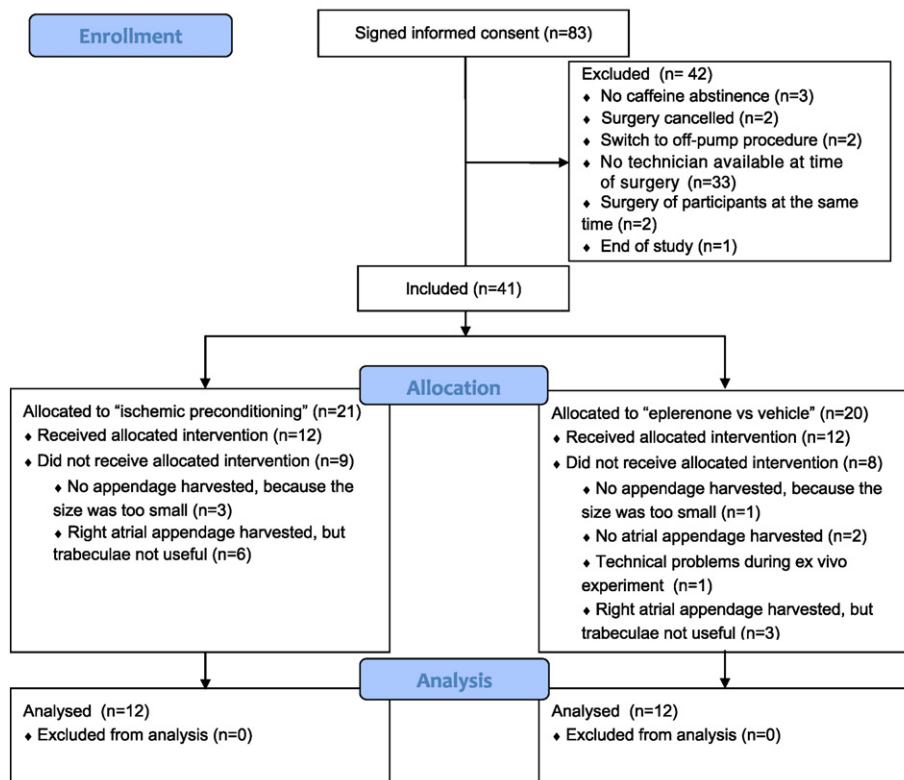 Enrollment
Signed informed consent (n=83)
Excluded (n= 42)
♦ No caffeine abstinence (n=3)
♦ Surgery cancelled (n=2)
♦ Switch to off-pump procedure (n=2)
♦ No technician available at time
of surgery (n=33)
♦ Surgery of participants at the same
time (n=2)
♦ End of study (n=1)
Included (n=41)
Allocation
Allocated to “ischemic preconditioning” (n=21)
♦ Received allocated intervention (n=12)
♦ Did not receive allocated intervention (n=9)
♦ No appendage harvested, because the
size was too small (n=3)
♦ Right atrial appendage harvested, but
trabeculae not useful (n=6)
Allocated to “eplerenone vs vehicle” (n=20)
♦ Received allocated intervention (n=12)
♦ Did not receive allocated intervention (n=8)
♦ No appendage harvested, because the
size was too small (n=1)
♦ No atrial appendage harvested (n=2)
♦ Technical problems during ex vivo
experiment (n=1)
♦ Right atrial appendage harvested, but
trabeculae not useful (n=3)
Analysis
Analysed (n=12)
♦ Excluded from analysis (n=0)
Analysed (n=12)
♦ Excluded from analysis (n=0)